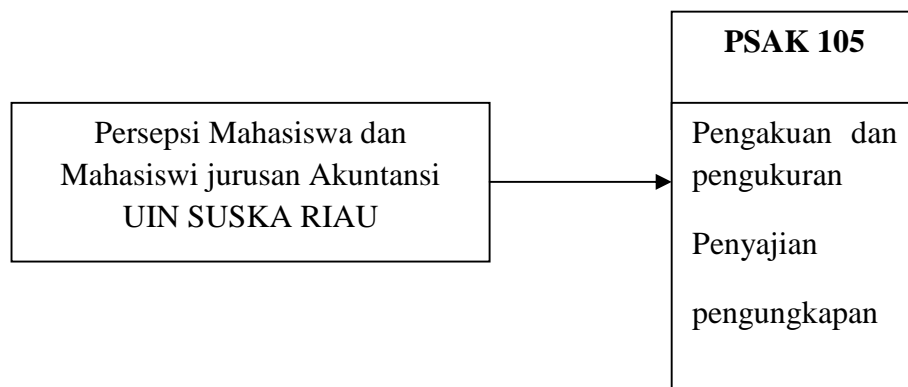 PSAK 105
Persepsi Mahasiswa dan
Mahasiswi jurusan Akuntansi
UIN SUSKA RIAU
Pengakuan dan
pengukuran
Penyajian
pengungkapan